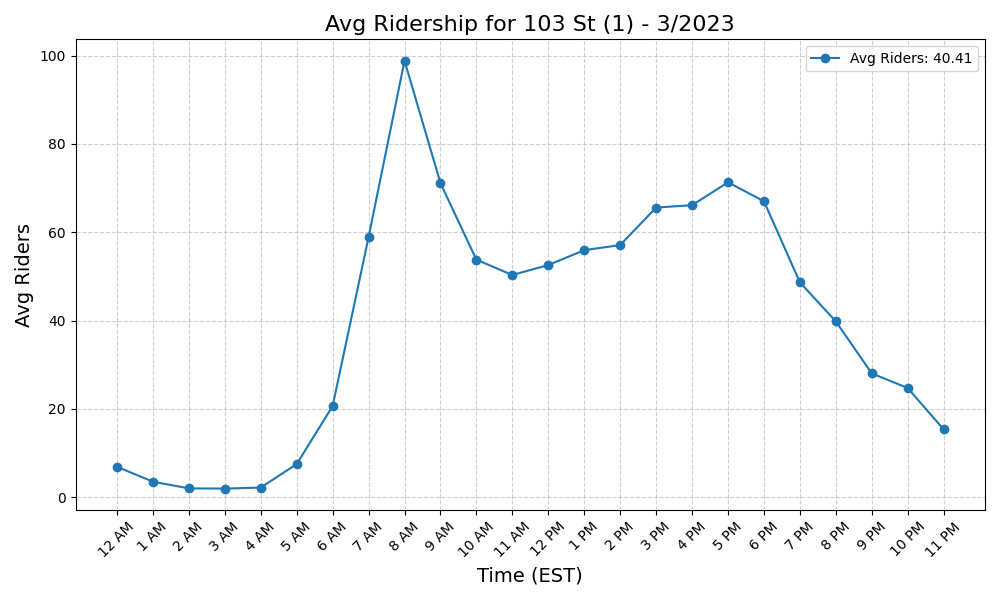 Avg Ridership for 103 St (1) - 3/2023
Avg Riders: 40.41
Avg Riders
100
80
60
40
20
0
12 AM
1 AM
2 AM
3 AM
4 AM
5 AM
6 AM
7 AM
8 AM
9 AM
10 AM
11 AM
12 PM
1 PM
2 PM
3 PM
4 PM
5 PM
6 PM
7 PM
8 PM
9 PM
10 PM
11 PM
Time (EST)